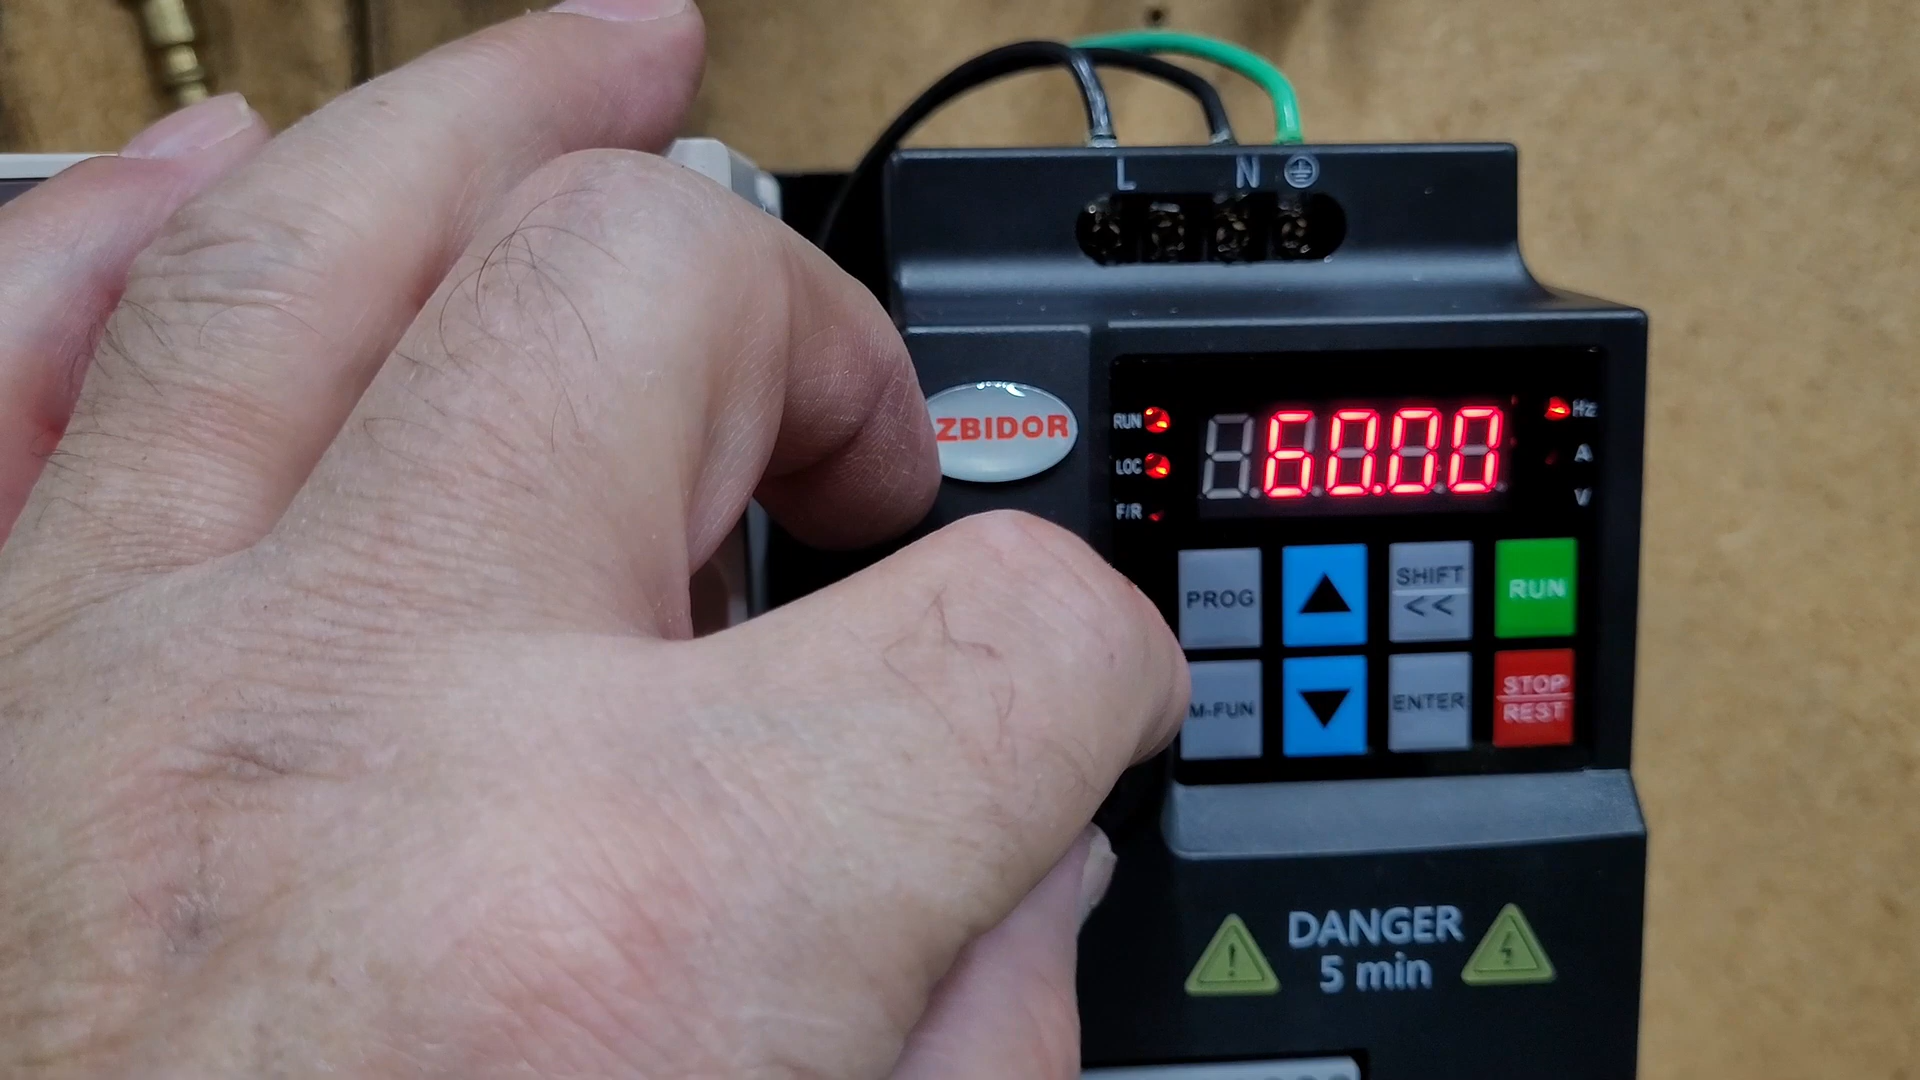 L N
ZBIDOR
RUN
LOC
F/R
60.00
Hz
A
V
PROG
SHIFT
<<
RUN
M-FUN
ENTER
STOP
REST
DANGER
5 min